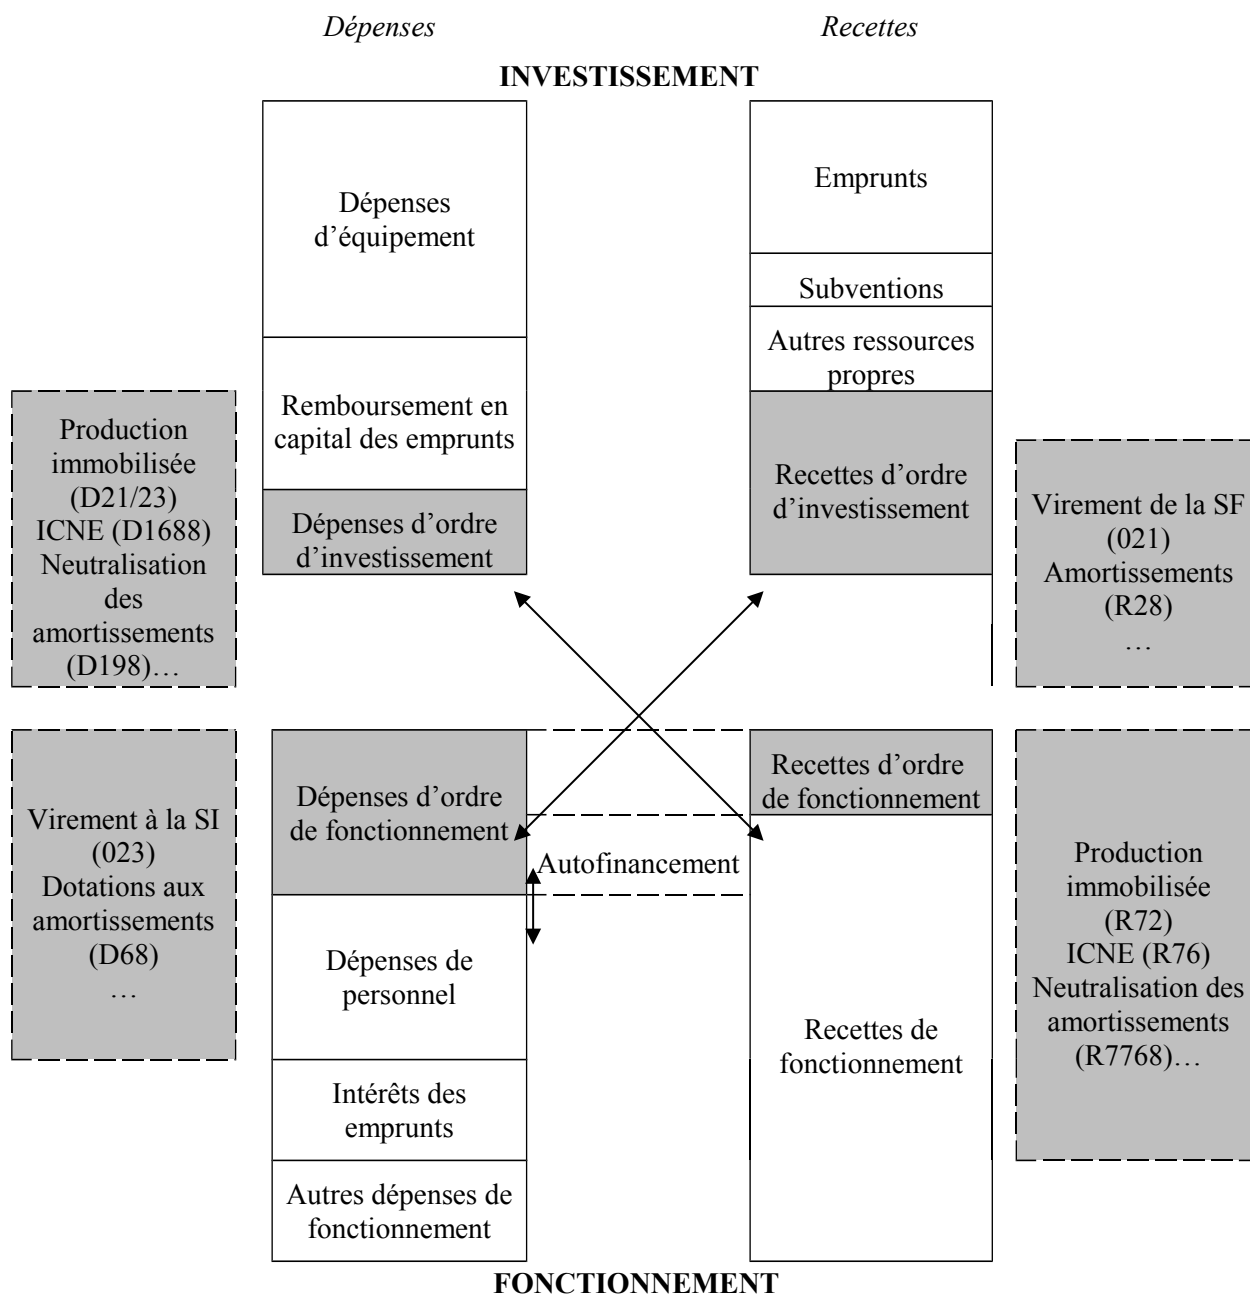 Dépenses
Recettes
INVESTISSEMENT
Dépenses
d’équipement
Remboursement en
capital des emprunts
Dépenses d’ordre
d’investissement
Emprunts
Subventions
Autres ressources
propres
Recettes d’ordre
d’investissement
Production
immobilisée
(D21/23)
ICNE (D1688)
Neutralisation
des
amortissements
(D198)…
Virement de la SF
(021)
Amortissements
(R28)
…
Virement à la SI
(023)
Dotations aux
amortissements
(D68)
…
Dépenses d’ordre
de fonctionnement
Dépenses de
personnel
Intérêts des
emprunts
Autres dépenses de
fonctionnement
Autofinancement
Recettes d’ordre
de fonctionnement
Recettes de
fonctionnement
Production
immobilisée
(R72)
ICNE (R76)
Neutralisation des
amortissements
(R7768)…
FONCTIONNEMENT